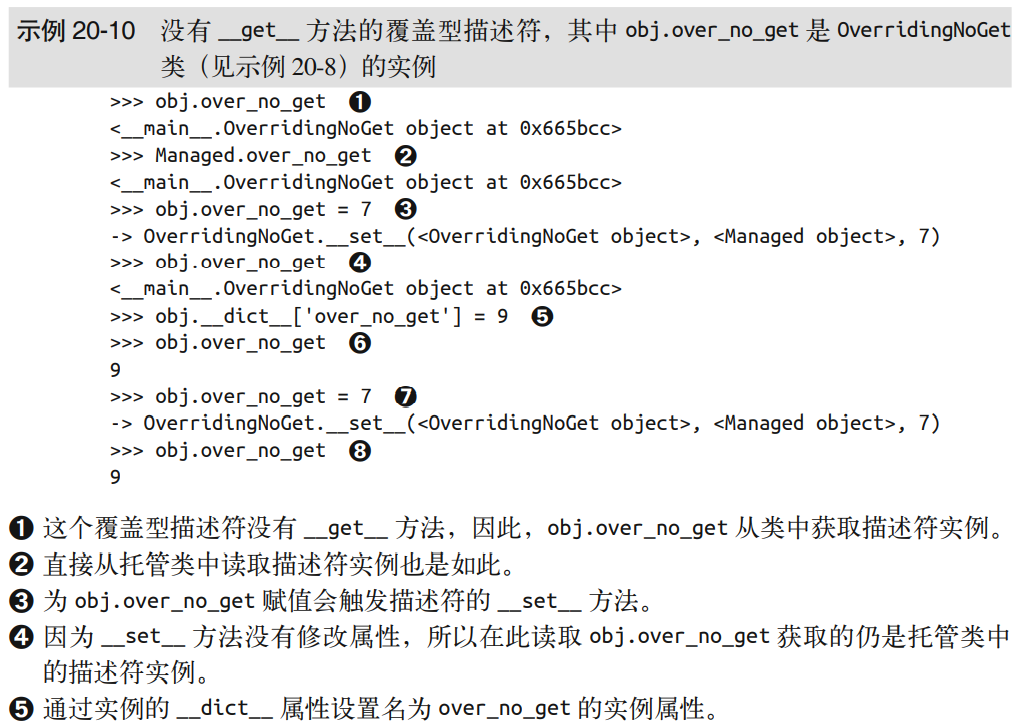 示例 20-10 没有 __get__ 方法的覆盖型描述符，其中 obj.over_no_get 是 OverridingNoGet
类（见示例 20-8）的实例
>>> obj.over_no_get ❶
<__main__.OverridingNoGet object at 0x665bcc>
>>> Managed.over_no_get ❷
<__main__.OverridingNoGet object at 0x665bcc>
>>> obj.over_no_get = 7 ❸
-> OverridingNoGet.__set__(<OverridingNoGet object>, <Managed object>, 7)
>>> obj.over_no_get ❹
<__main__.OverridingNoGet object at 0x665bcc>
>>> obj.__dict__['over_no_get'] = 9 ❺
>>> obj.over_no_get ❻
9
>>> obj.over_no_get = 7 ❼
-> OverridingNoGet.__set__(<OverridingNoGet object>, <Managed object>, 7)
>>> obj.over_no_get ❽
9
❶ 这个覆盖型描述符没有 __get__ 方法，因此，obj.over_no_get 从类中获取描述符实例。
❷ 直接从托管类中读取描述符实例也是如此。
❸ 为 obj.over_no_get 赋值会触发描述符的 __set__ 方法。
❹ 因为 __set__ 方法没有修改属性，所以在此读取 obj.over_no_get 获取的仍是托管类中
的描述符实例。
❺ 通过实例的 __dict__ 属性设置名为 over_no_get 的实例属性。